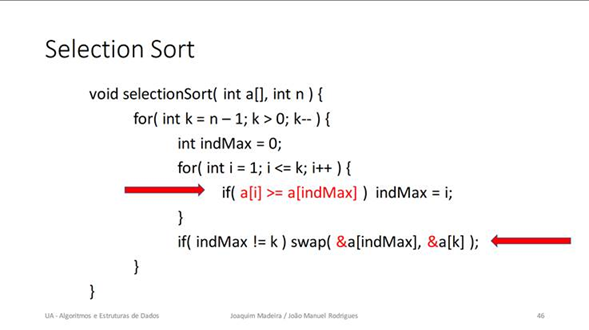 Selection Sort
void selectionSort( int a[], int n ) {
for( int k = n – 1; k > 0; k-- ) {
int indMax = 0;
for( int i = 1; i <= k; i++ ) {
if( a[i] >= a[indMax] ) indMax = i;
}
if( indMax != k ) swap( &a[indMax], &a[k] );
}
}
UA - Algoritmos e Estruturas de Dados Joaquim Madeira / João Manuel Rodrigues 46